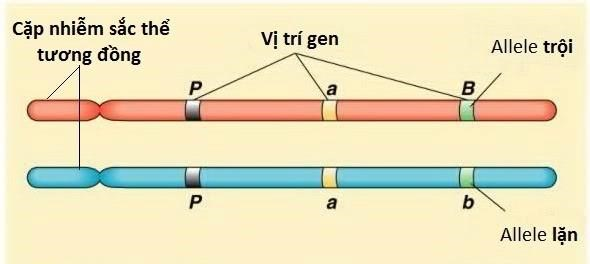 Cặp nhiễm sắc thể
tương đồng
Vị trí gen
Allele trội
P a B
P a b
Allele lặn